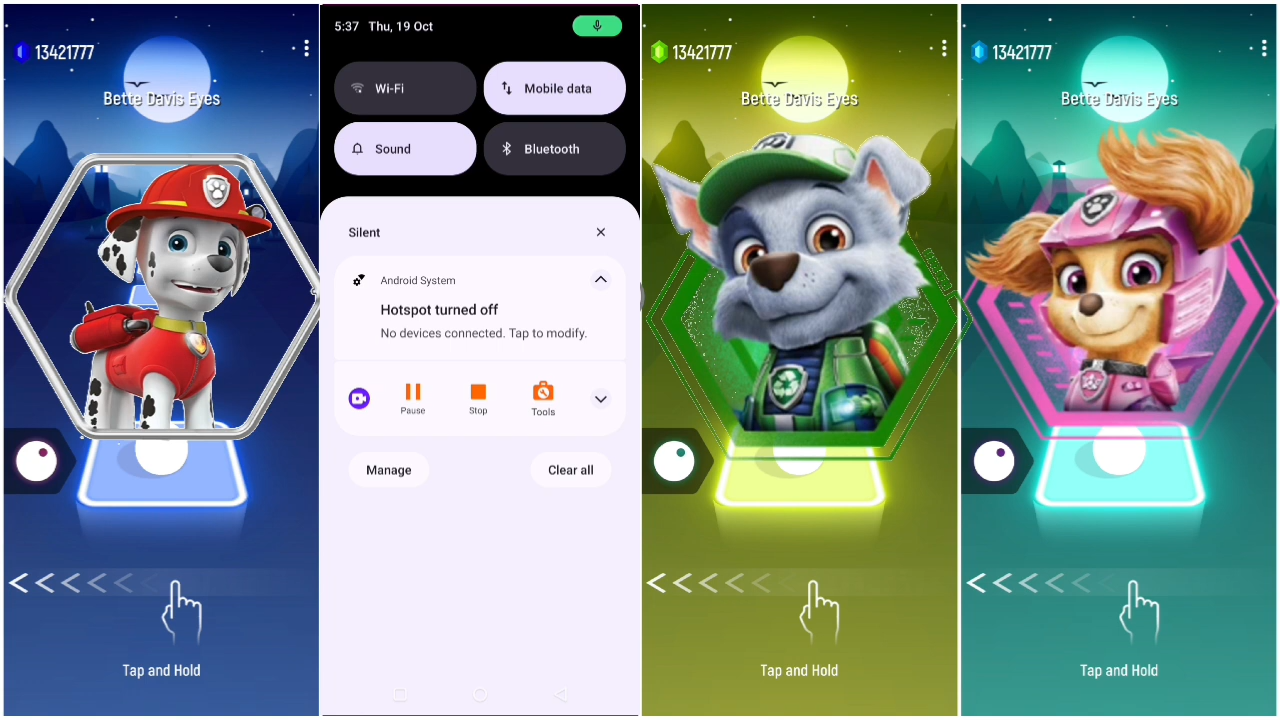 13421777
Bette Davis Eyes
Tap and Hold
5:37 Thu, 19 Oct
Wi-Fi
Mobile data
Sound
Bluetooth
Silent
Android System
Hotspot turned off
No devices connected. Tap to modify.
Pause
Stop
Tools
Manage
Clear all
13421777
Bette Davis Eyes
Tap and Hold
13421777
Bette Davis Eyes
Tap and Hold